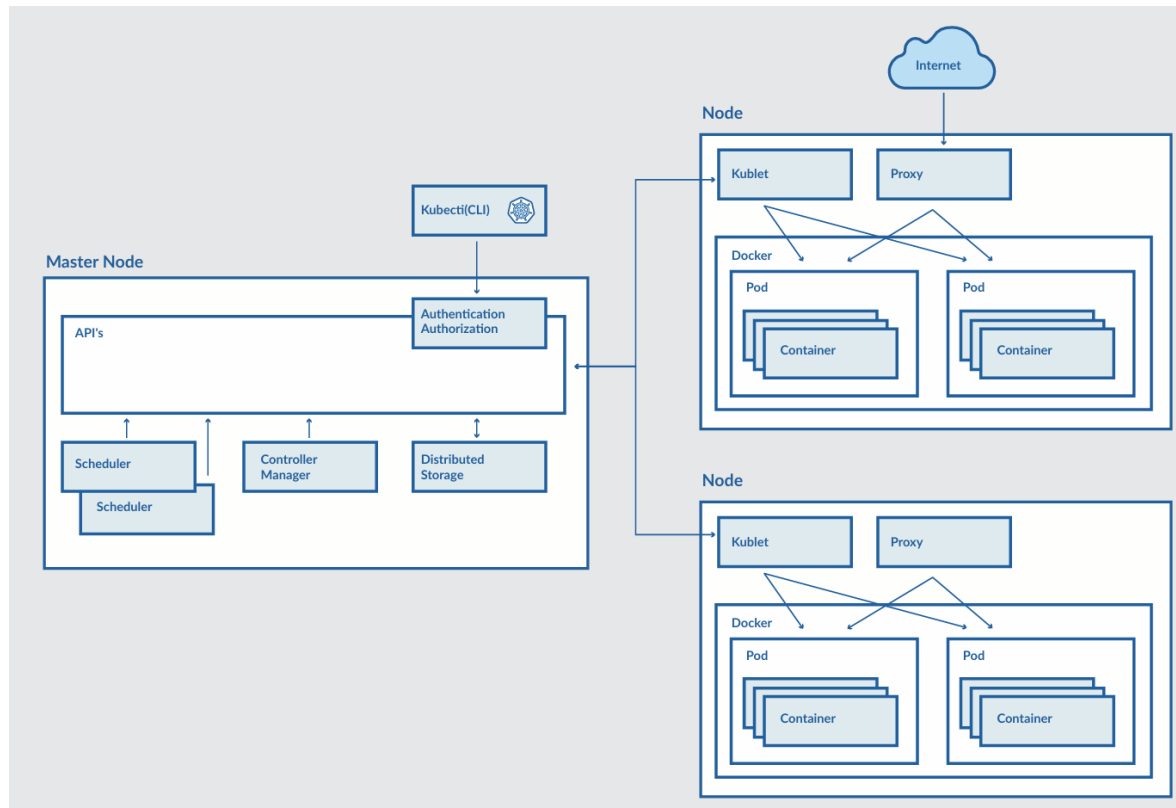 Internet
Node
Kublet
Proxy
Kubecti(CLI)
Docker
Master Node
Pod
Pod
Authentication
Authorization
API's
Container
Container
Scheduler
Controller
Manager
Distributed
Storage
Scheduler
Node
Kublet
Proxy
Docker
Pod
Pod
Container
Container